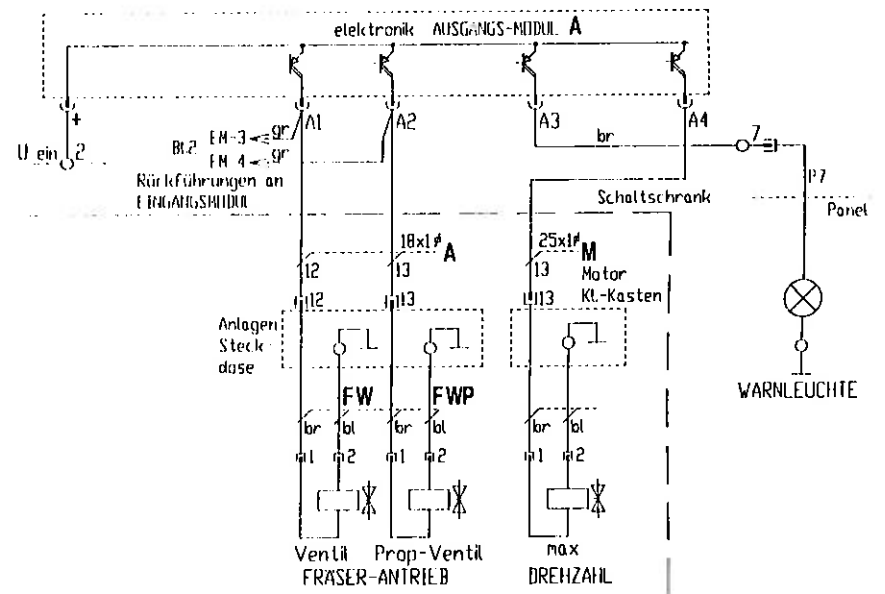 elektronik AUSGANGS-MODUL A
+
A1
A2
A3
A4
U ein 2
Bt.2
EM-3 gr
EM-4 gr
Rückführungen an
EINGANGSMODUL
br
7
P7
Schaltschrank
Panel
18x1∅
A
25x1∅
M
12
13
13
Motor
Kl.-Kasten
12
13
13
Anlagen
Steck-
dose
FW
FWP
br
bl
br
bl
br
bl
1
2
1
2
1
2
WARNLEUCHTE
Ventil
Prop-Ventil
FRÄSER-ANTRIEB
max
DREHZAHL